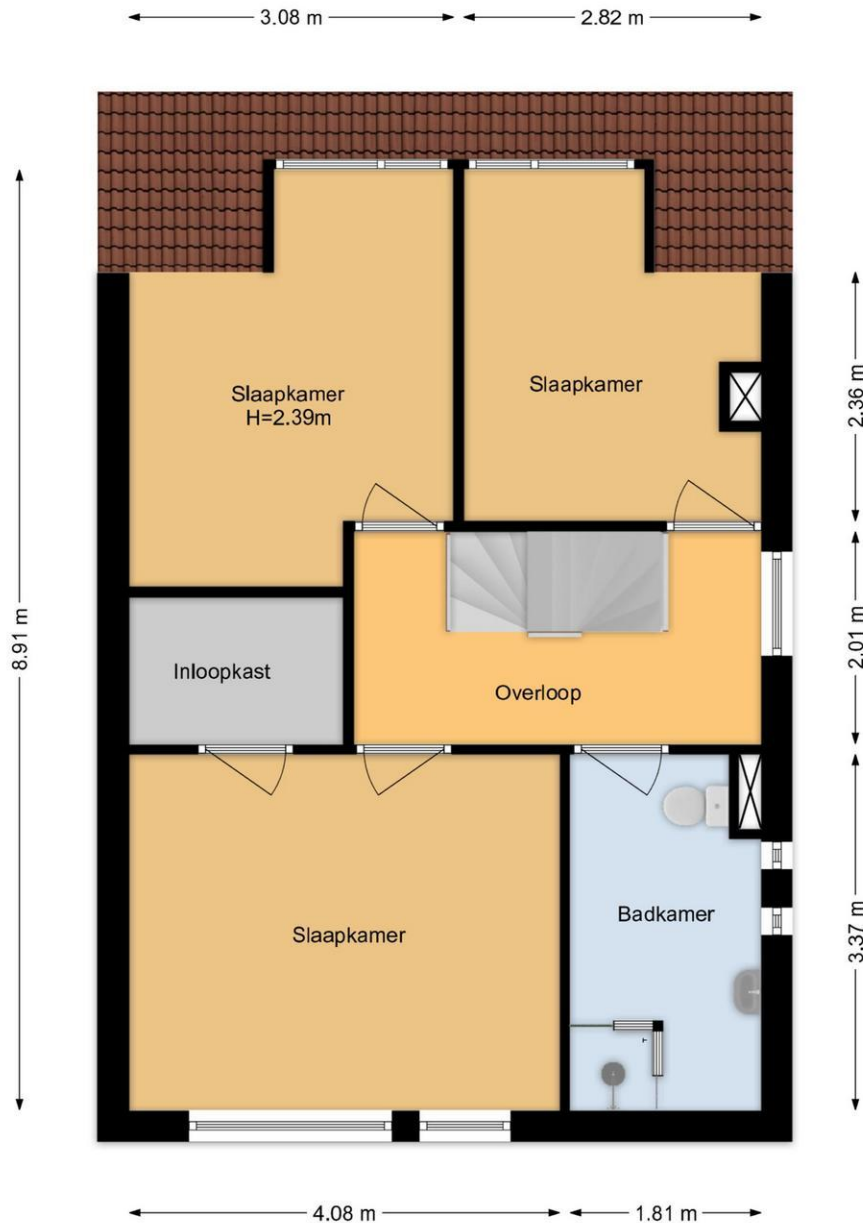 3.08 m
2.82 m
Slaapkamer
H=2.39m
Slaapkamer
2.36 m
8.91 m
2.01 m
Inloopkast
Overloop
Slaapkamer
Badkamer
3.37 m
4.08 m
1.81 m